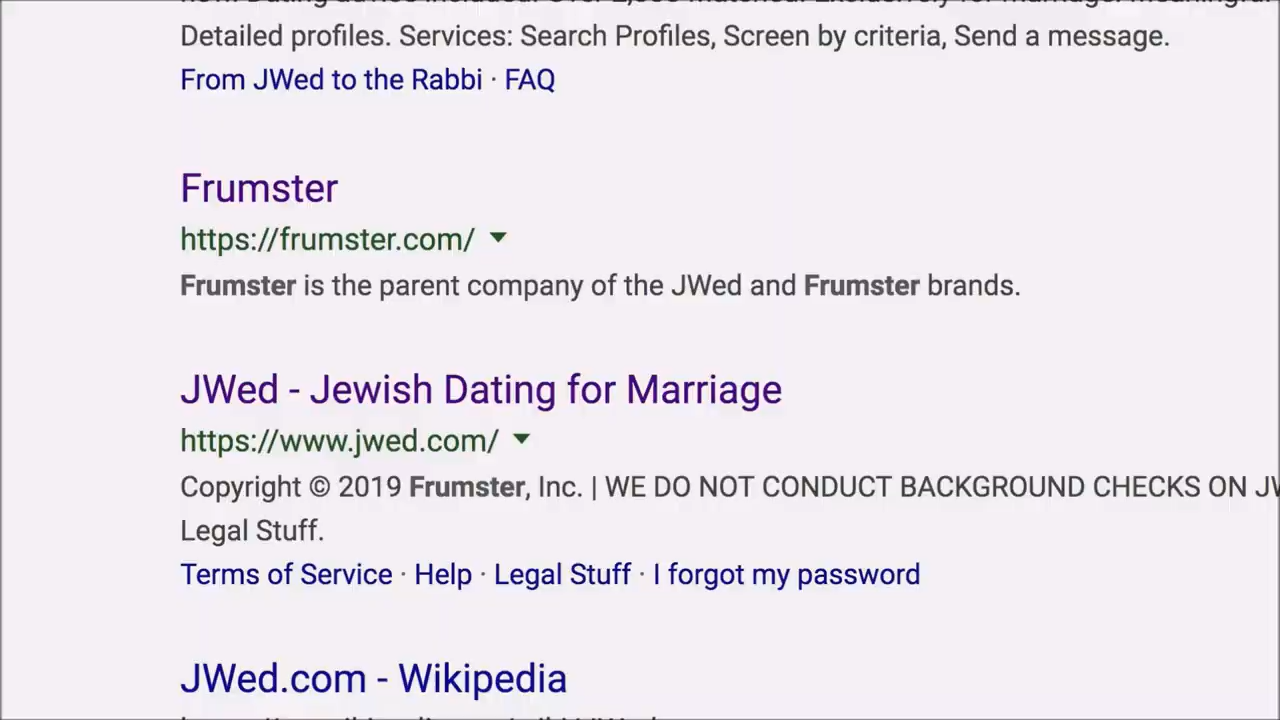 Detailed profiles. Services: Search Profiles, Screen by criteria, Send a message.
From JWed to the Rabbi · FAQ
Frumster
https://frumster.com/
Frumster is the parent company of the JWed and Frumster brands.
JWed - Jewish Dating for Marriage
https://www.jwed.com/
Copyright © 2019 Frumster, Inc. | WE DO NOT CONDUCT BACKGROUND CHECKS ON
Legal Stuff.
Terms of Service · Help · Legal Stuff · I forgot my password
JWed.com - Wikipedia